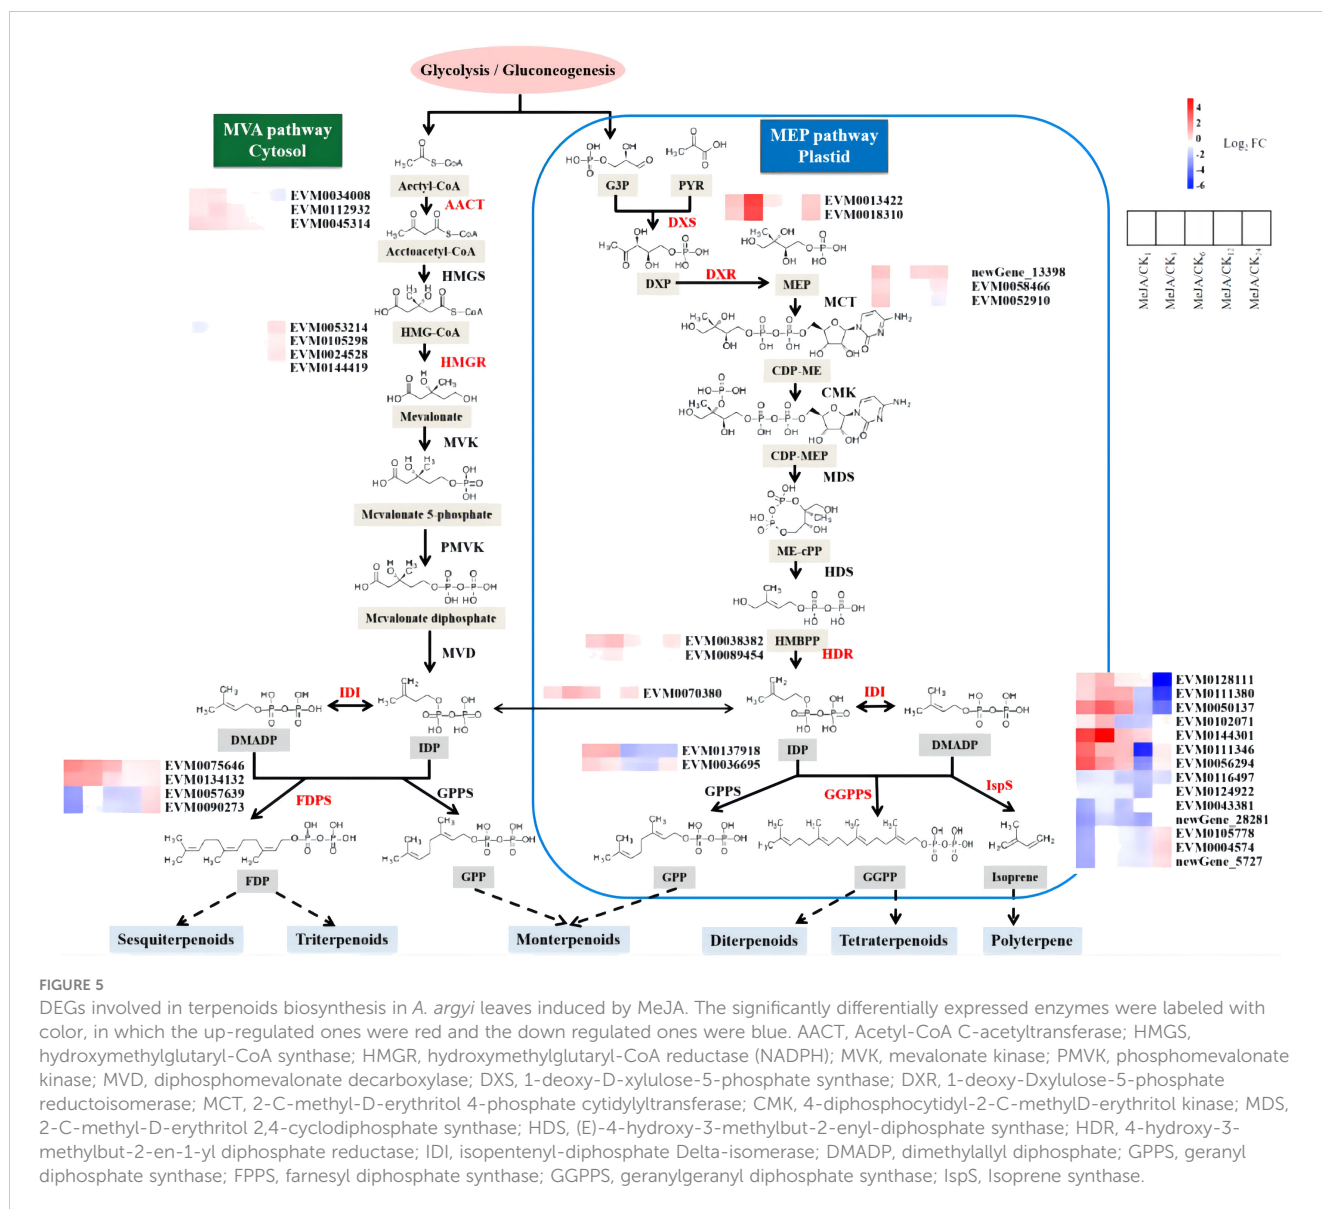 Glycolysis / Gluconeogenesis
MVA pathway
Cytosol
MEP pathway
Plastid
4
2
0
-2
-4
-6
Log₂ FC
MeJA/CK₁
MeJA/CK₃
MeJA/CK₆
MeJA/CK₁₂
MeJA/CK₂₄
Aectyl-CoA
AACT
EVM0034008
EVM0112932
EVM0045314
Acctoacetyl-CoA
HMGS
HMG-CoA
HMGR
EVM0053214
EVM0105298
EVM0024528
EVM0144419
Mevalonate
MVK
Mcvalonate 5-phosphate
PMVK
Mcvalonate diphosphate
MVD
IDI
DMADP
IDP
EVM0075646
EVM0134132
EVM0057639
EVM0090273
FDPS
GPPS
FDP
GPP
G3P
PYR
DXS
EVM0013422
EVM0018310
DXP
DXR
MEP
newGene_13398
EVM0058466
EVM0052910
MCT
CDP-ME
CMK
CDP-MEP
MDS
ME-cPP
HDS
HMBPP
HDR
EVM0038382
EVM0089454
EVM0070380
IDI
IDP
DMADP
EVM0137918
EVM0036695
GPPS
GGPPS
IspS
GPP
GGPP
Isoprene
EVM0128111
EVM0111380
EVM0050137
EVM0102071
EVM0144301
EVM0111346
EVM0056294
EVM0116497
EVM0124922
EVM0043381
newGene_28281
EVM0105778
EVM0004574
newGene_5727
Sesquiterpenoids
Triterpenoids
Monterpenoids
Diterpenoids
Tetraterpenoids
Polyterpene
FIGURE 5
DEGs involved in terpenoids biosynthesis in A. argyi leaves induced by MeJA. The significantly differentially expressed enzymes were labeled with
color, in which the up-regulated ones were red and the down regulated ones were blue. AACT, Acetyl-CoA C-acetyltransferase; HMGS,
hydroxymethylglutaryl-CoA synthase; HMGR, hydroxymethylglutaryl-CoA reductase (NADPH); MVK, mevalonate kinase; PMVK, phosphomevalonate
kinase; MVD, diphosphomevalonate decarboxylase; DXS, 1-deoxy-D-xylulose-5-phosphate synthase; DXR, 1-deoxy-Dxylulose-5-phosphate
reductoisomerase; MCT, 2-C-methyl-D-erythritol 4-phosphate cytidylyltransferase; CMK, 4-diphosphocytidyl-2-C-methylD-erythritol kinase; MDS,
2-C-methyl-D-erythritol 2,4-cyclodiphosphate synthase; HDS, (E)-4-hydroxy-3-methylbut-2-enyl-diphosphate synthase; HDR, 4-hydroxy-3-
methylbut-2-en-1-yl diphosphate reductase; IDI, isopentenyl-diphosphate Delta-isomerase; DMADP, dimethylallyl diphosphate; GPPS, geranyl
diphosphate synthase; FPPS, farnesyl diphosphate synthase; GGPPS, geranylgeranyl diphosphate synthase; IspS, Isoprene synthase.